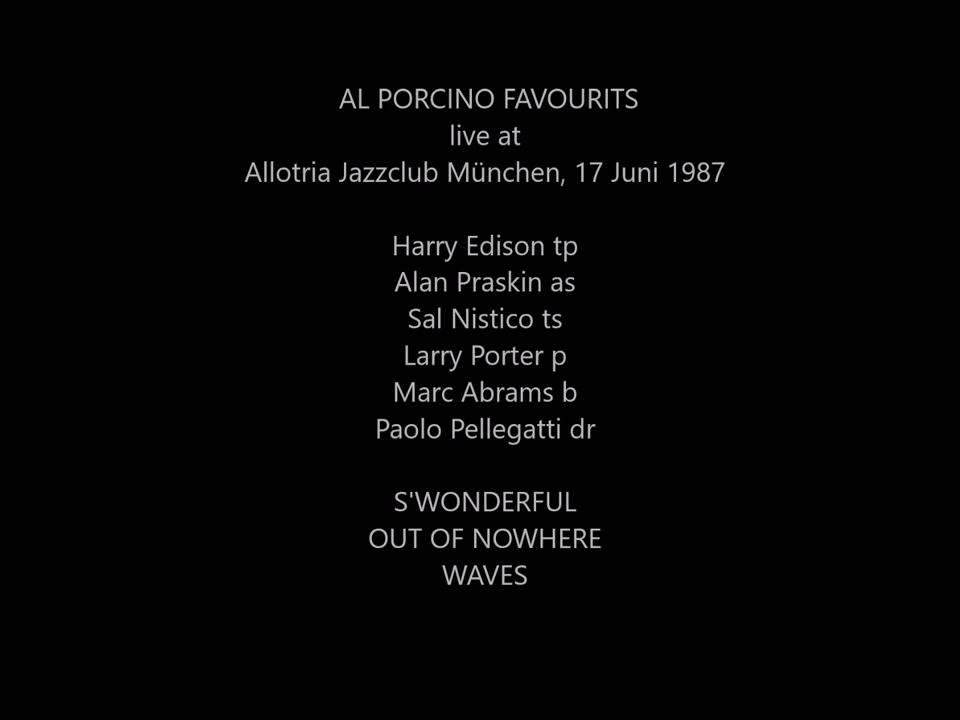 AL PORCINO FAVOURITS
live at
Allotria Jazzclub München, 17 Juni 1987
Harry Edison tp
Alan Praskin as
Sal Nistico ts
Larry Porter p
Marc Abrams b
Paolo Pellegatti dr
S'WONDERFUL
OUT OF NOWHERE
WAVES